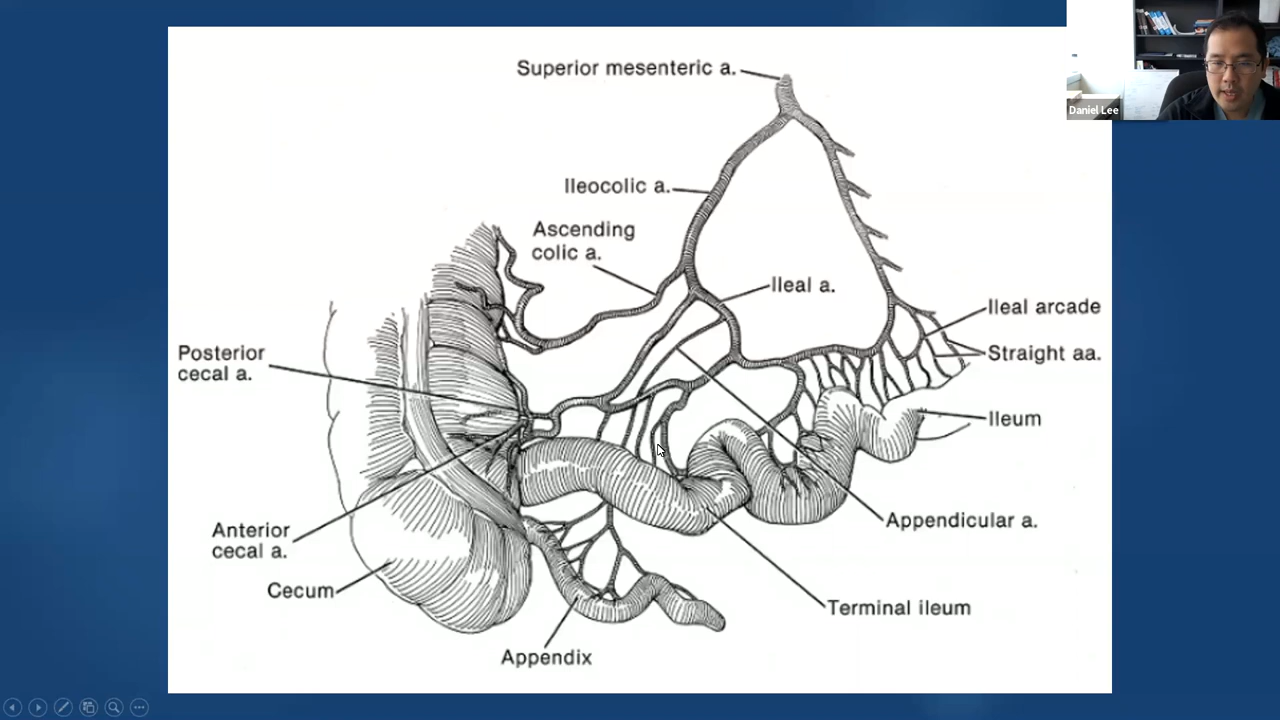 Superior mesenteric a.
Daniel Lee
Ileocolic a.
Ascending
colic a.
Ileal a.
Ileal arcade
Straight aa.
Posterior
cecal a.
Ileum
Appendicular a.
Anterior
cecal a.
Cecum
Terminal ileum
Appendix